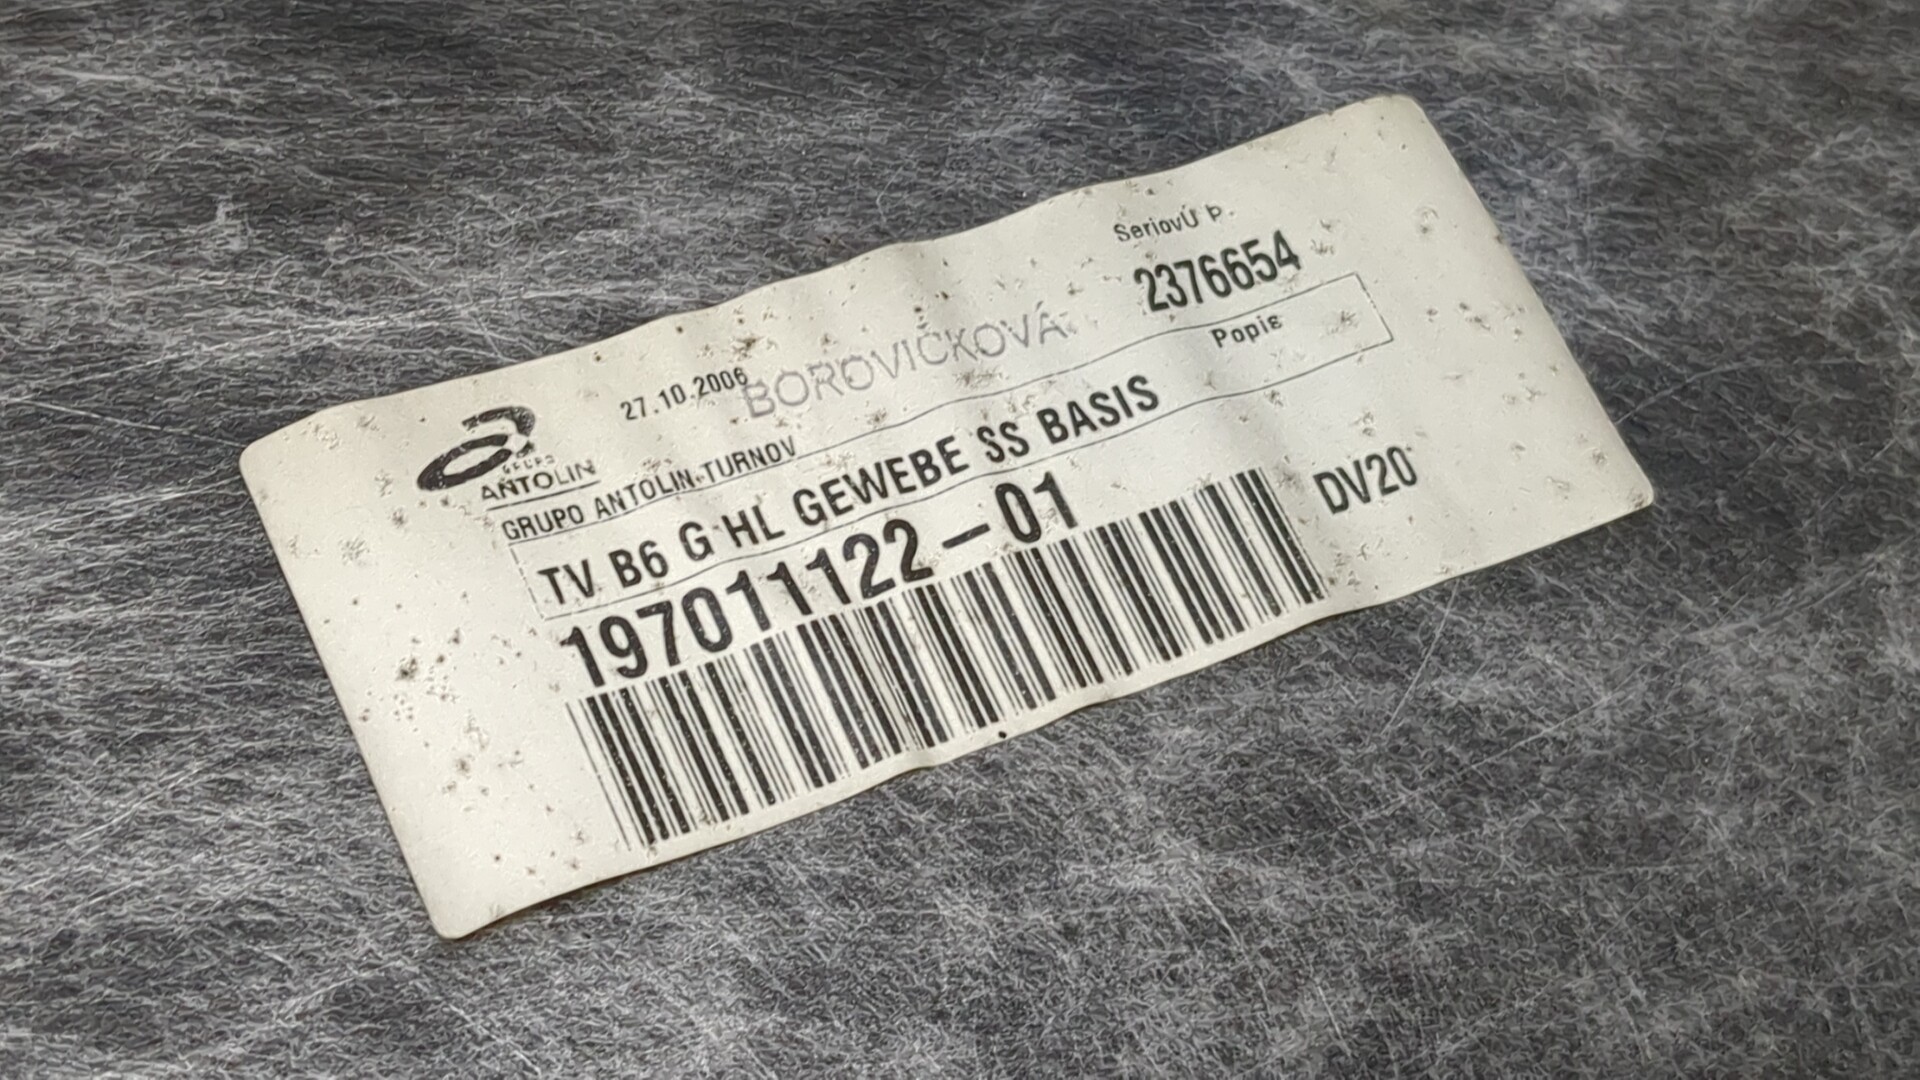 GRUPO
ANTOLIN
27.10.2006
BOROVIČKOVÁ
SeriovÚ Þ.
2376654
GRUPO ANTOLIN-TURNOV
Popis
TV B6 G HL GEWEBE SS BASIS
197011122-01
DV20